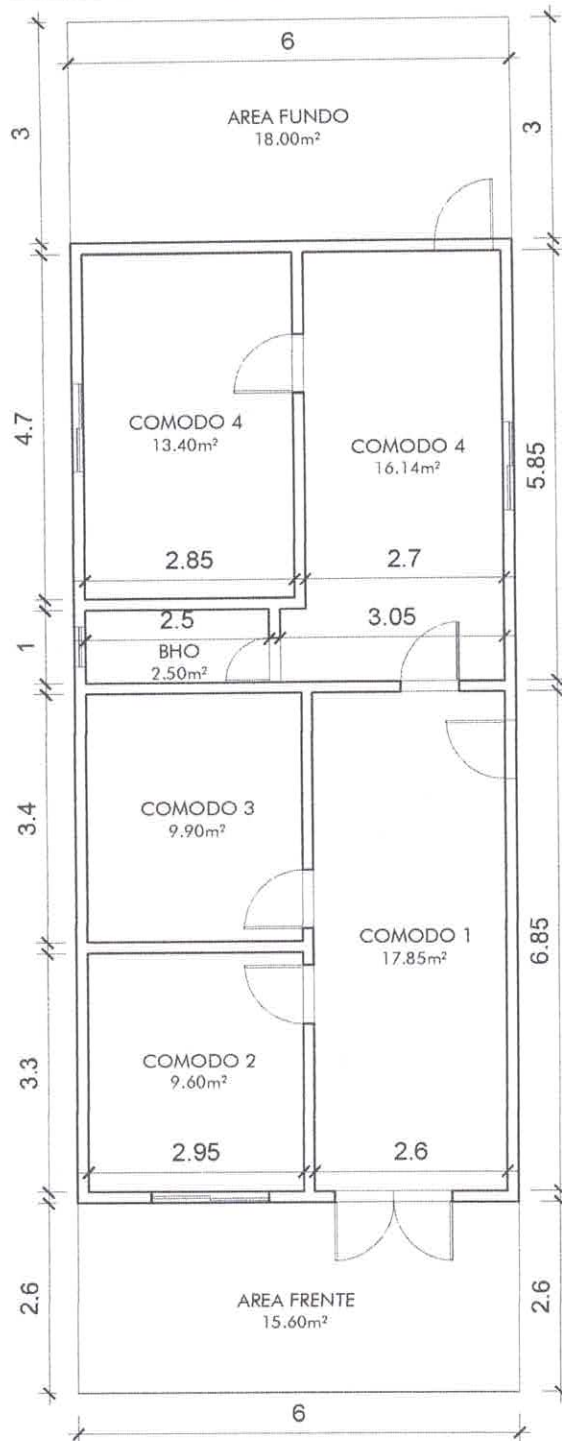 6
3
3
AREA FUNDO
18.00m²
4.7
5.85
COMODO 4
13.40m²
COMODO 4
16.14m²
2.85
2.7
1
2.5
3.05
BHO
2.50m²
3.4
COMODO 3
9.90m²
COMODO 1
17.85m²
6.85
3.3
COMODO 2
9.60m²
2.95
2.6
2.6
2.6
AREA FRENTE
15.60m²
6